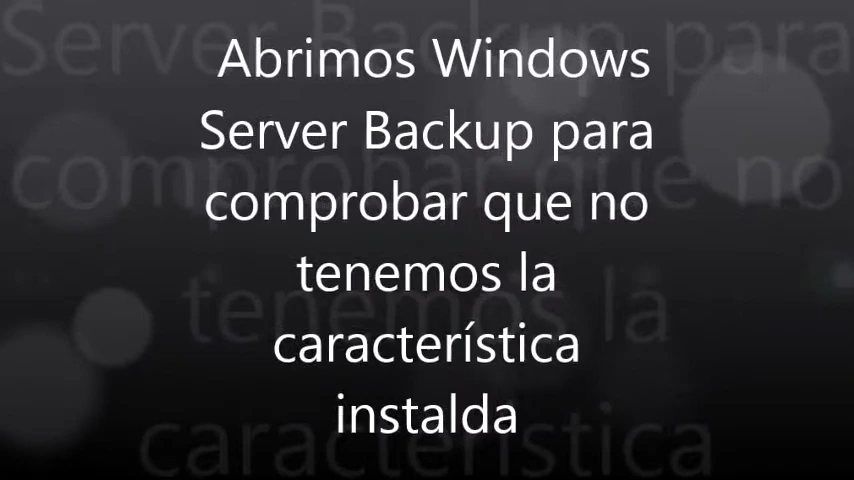 Abrimos Windows
Server Backup para
comprobar que no
tenemos la
característica
instalda